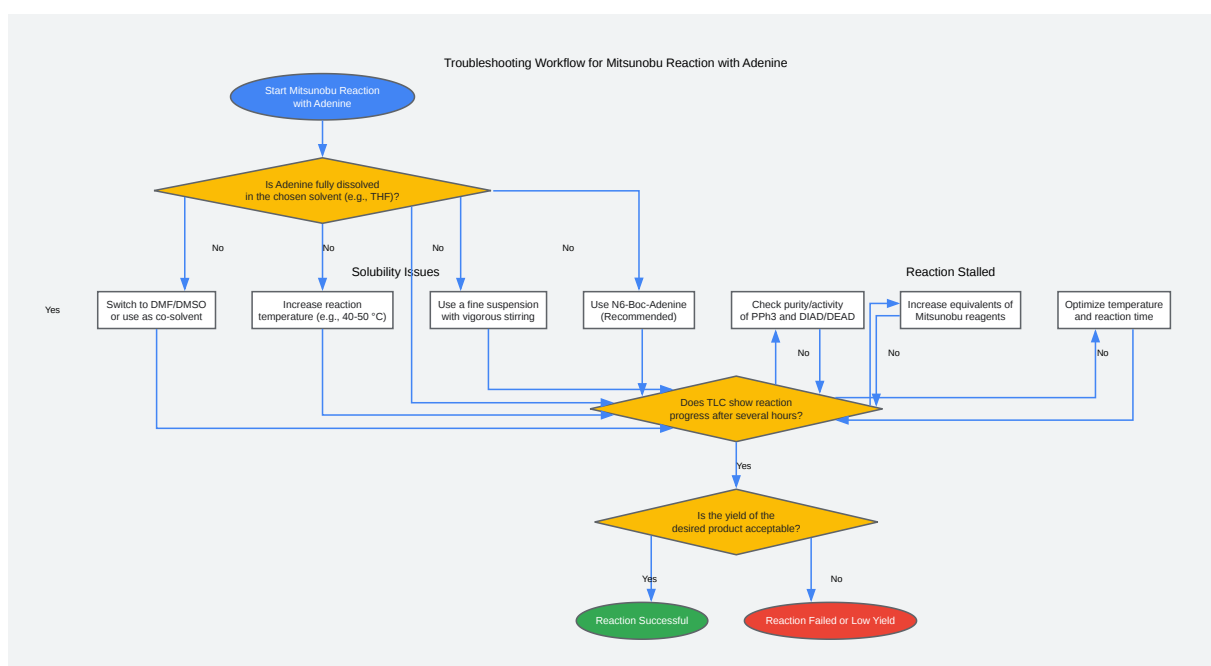 Troubleshooting Workflow for Mitsunobu Reaction with Adenine
Start Mitsunobu Reaction
with Adenine
Is Adenine fully dissolved
in the chosen solvent (e.g., THF)?
No
No
No
No
Solubility Issues
Reaction Stalled
Yes
Switch to DMF/DMSO
or use as co-solvent
Increase reaction
temperature (e.g., 40-50 °C)
Use a fine suspension
with vigorous stirring
Use N6-Boc-Adenine
(Recommended)
Check purity/activity
of PPh3 and DIAD/DEAD
Increase equivalents of
Mitsunobu reagents
Optimize temperature
and reaction time
No
No
No
Does TLC show reaction
progress after several hours?
Yes
Is the yield of the
desired product acceptable?
Yes
No
Reaction Successful
Reaction Failed or Low Yield